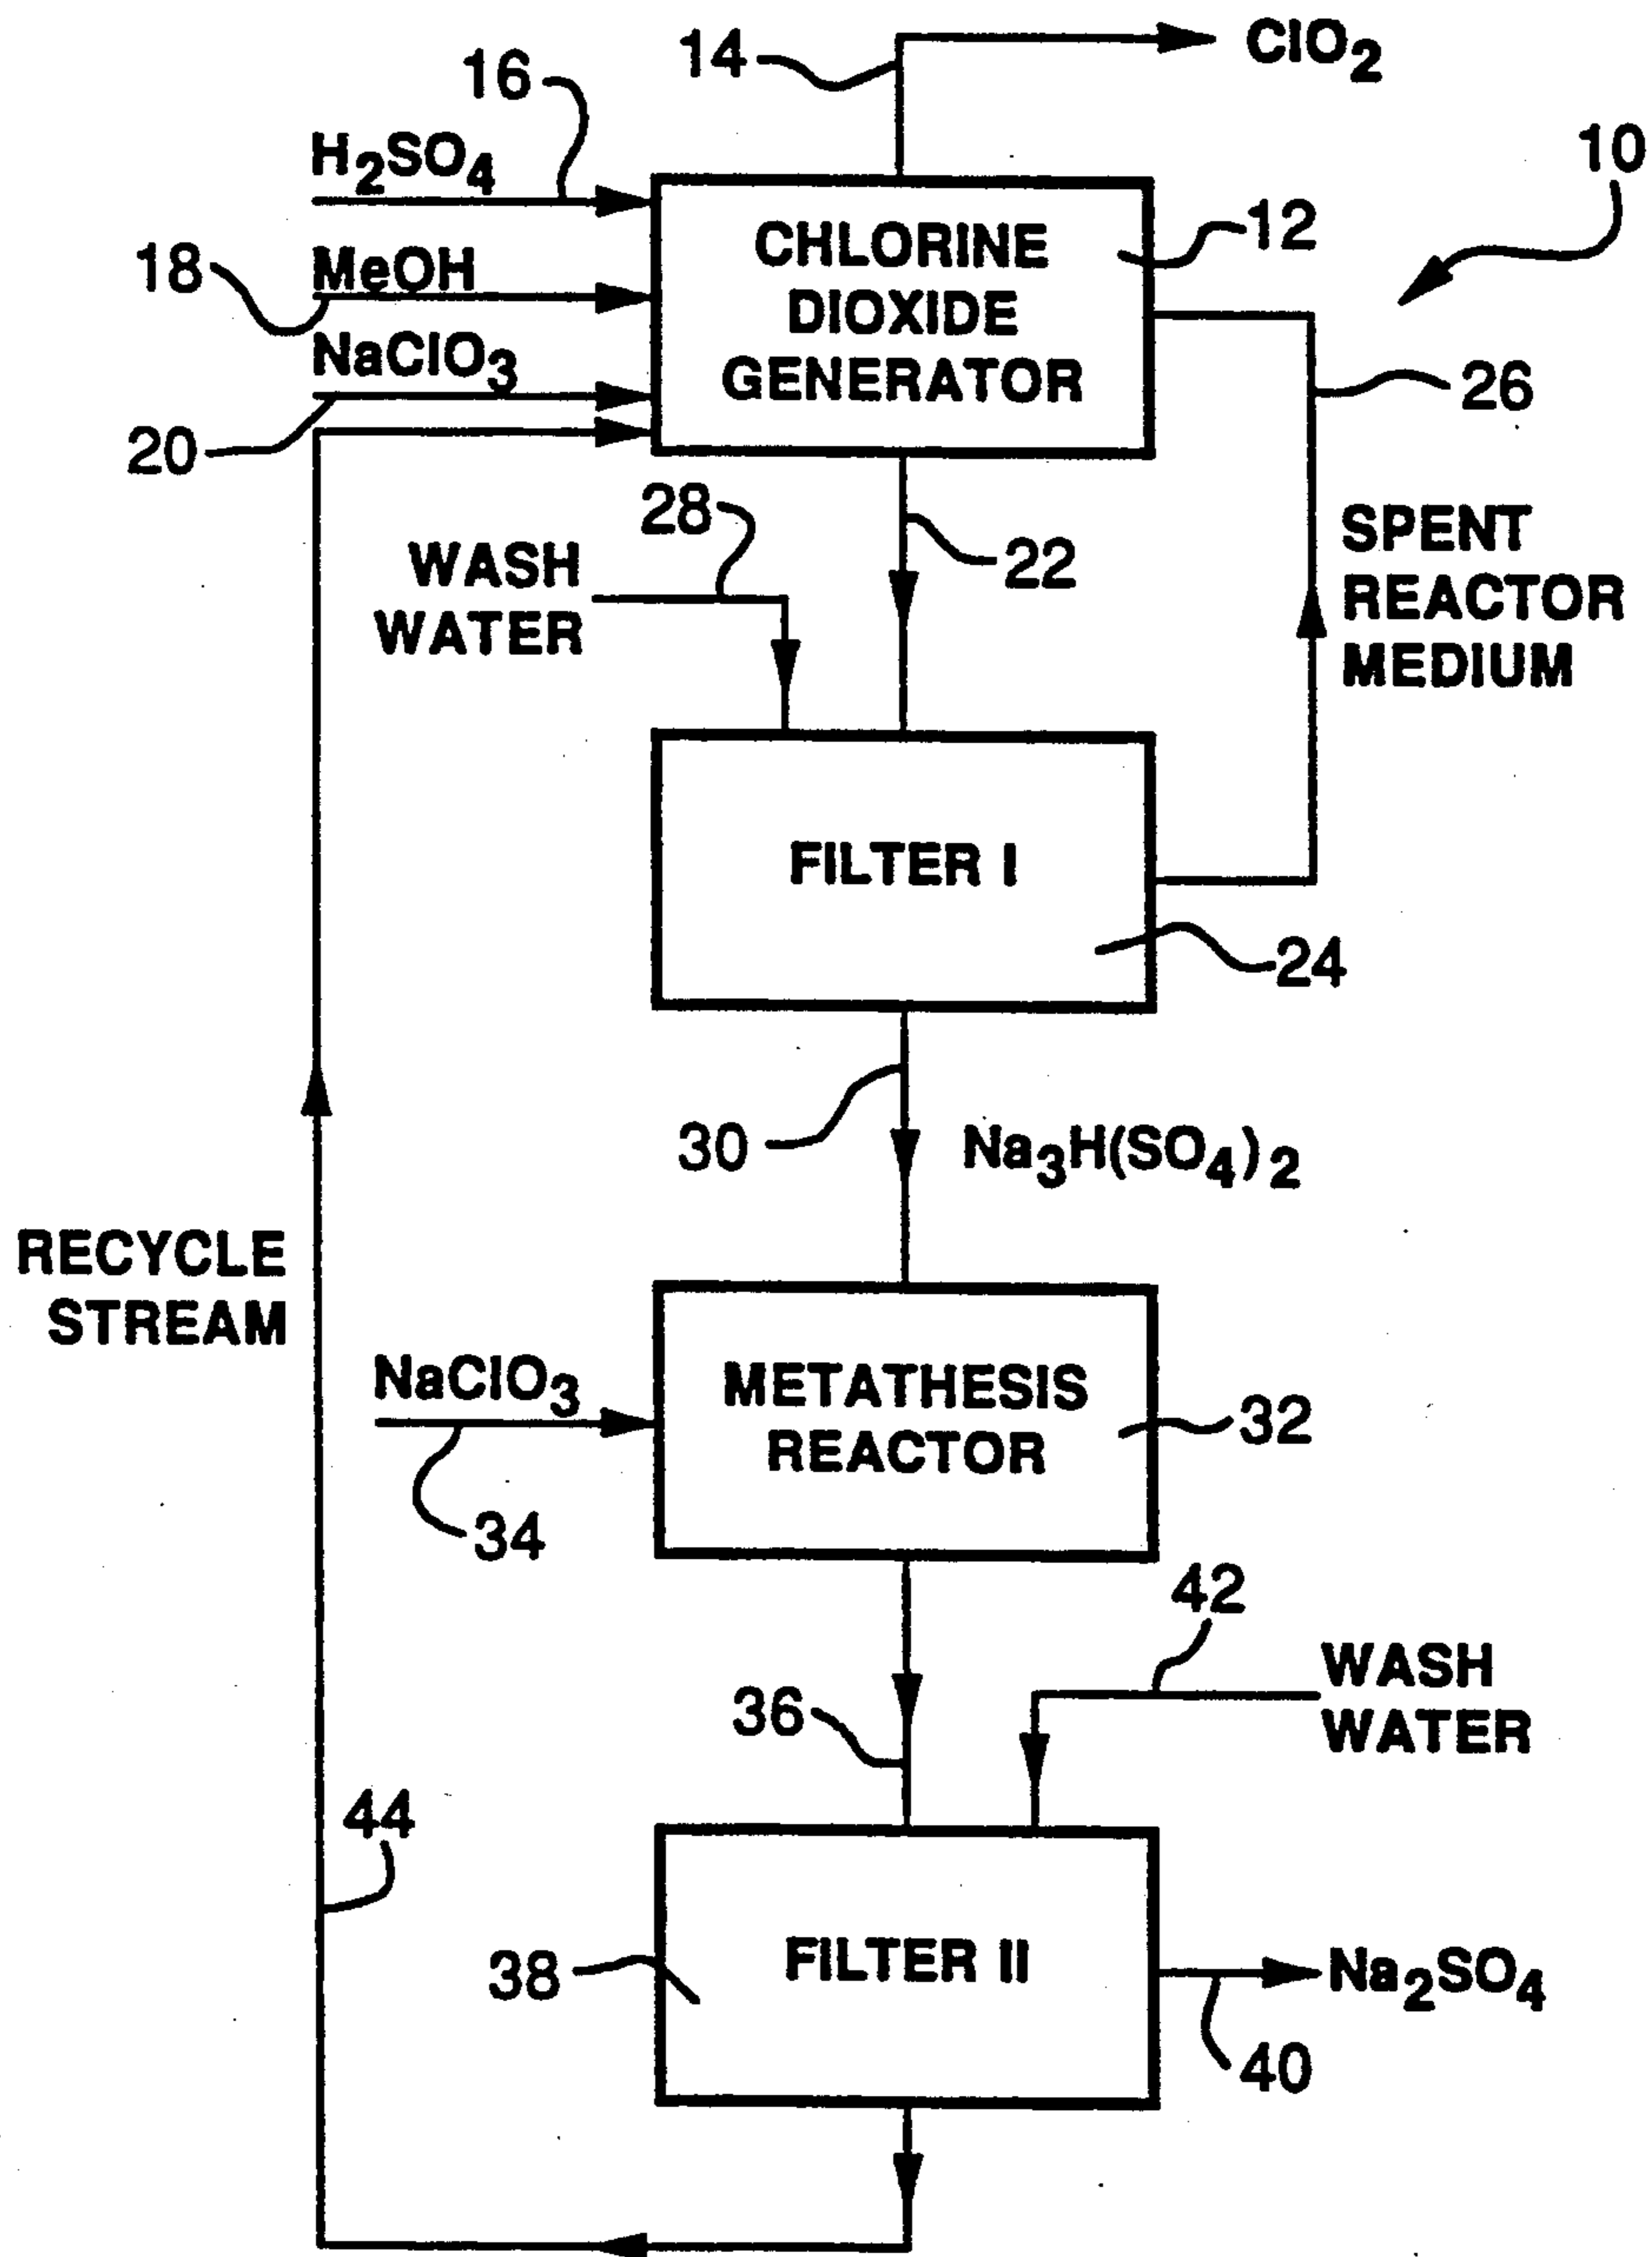 14
ClO2
16
10
H2SO4
12
CHLORINE
DIOXIDE
GENERATOR
18
MeOH
NaClO3
26
20
28
22
WASH
WATER
SPENT
REACTOR
MEDIUM
FILTER I
24
30
Na3H(SO4)2
RECYCLE
STREAM
NaClO3
METATHESIS
REACTOR
32
34
42
WASH
WATER
36
44
38
FILTER II
Na2SO4
40